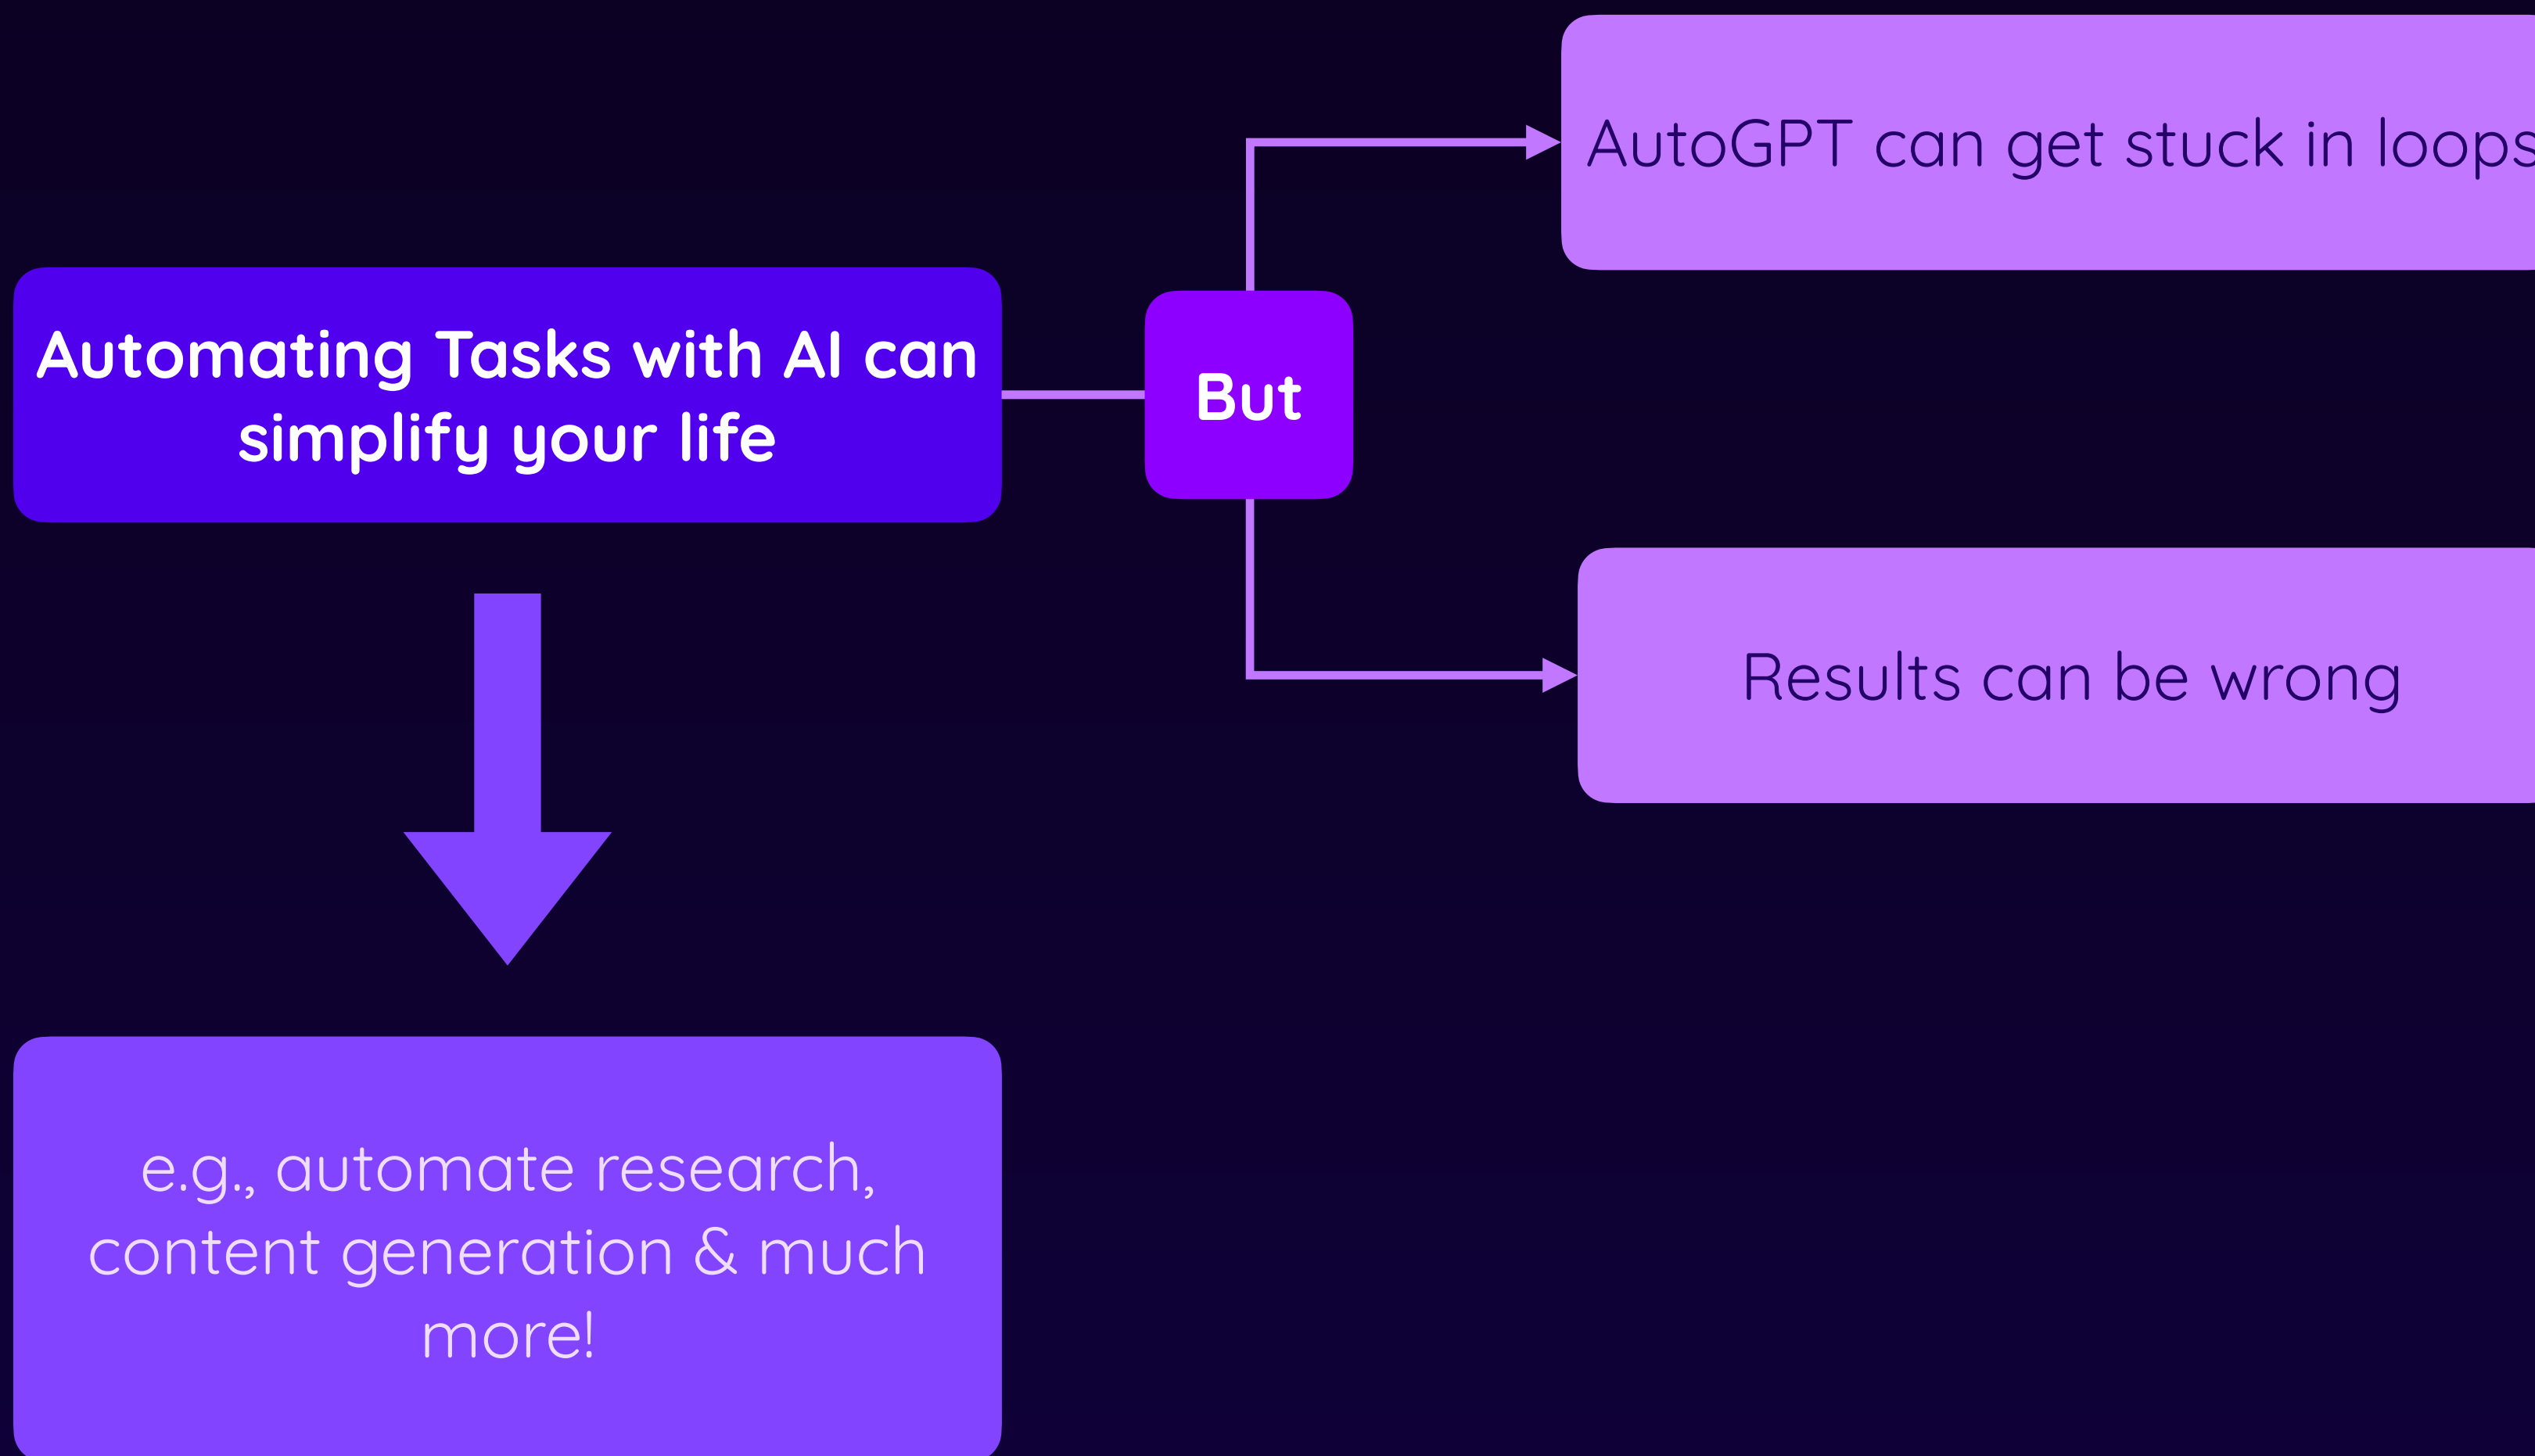 AutoGPT can get stuck in loops
Automating Tasks with AI can
simplify your life
But
Results can be wrong
e.g., automate research,
content generation & much
more!